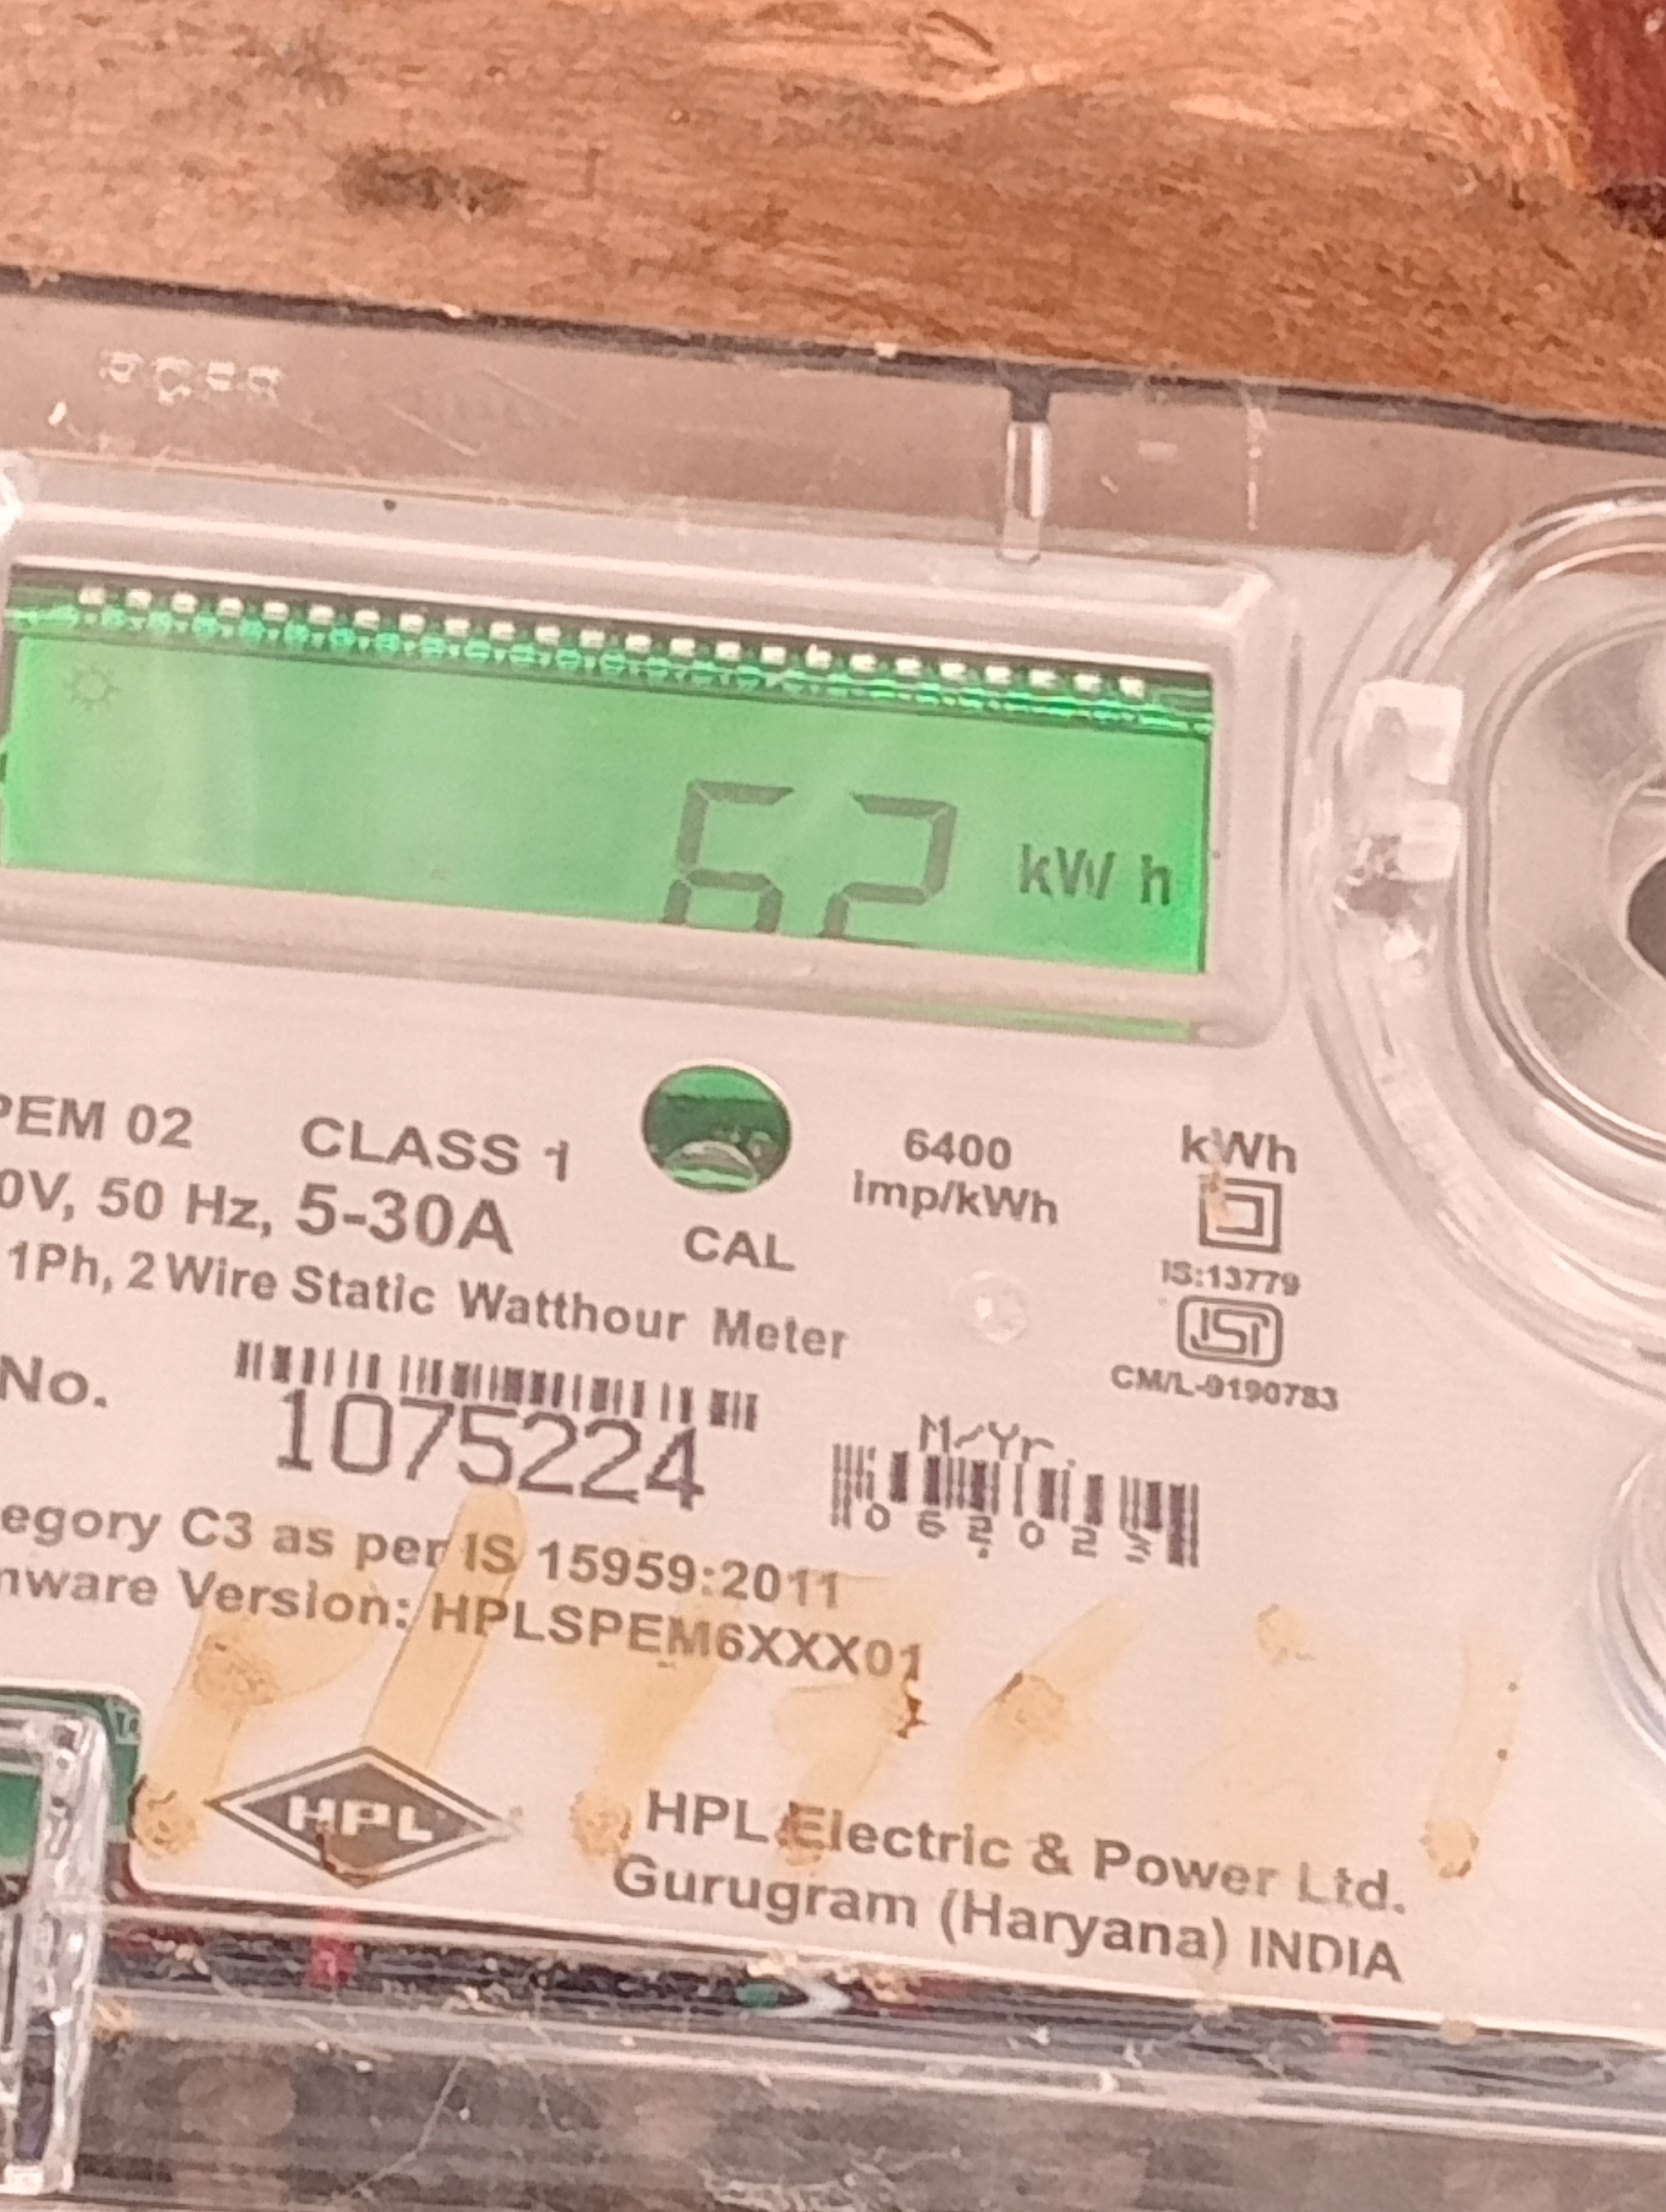 62 kWh
PEM 02 CLASS 1
0V, 50 Hz, 5-30A
1Ph, 2 Wire Static Watthour Meter
CAL
6400
imp/kWh
kWh
IS:13779
CM/L-9190783
No.
1075224
M/Yr.
062023
egory C3 as per IS 15959:2011
ware Version: HPLSPEM6XXX01
HPL
HPL Electric & Power Ltd.
Gurugram (Haryana) INDIA